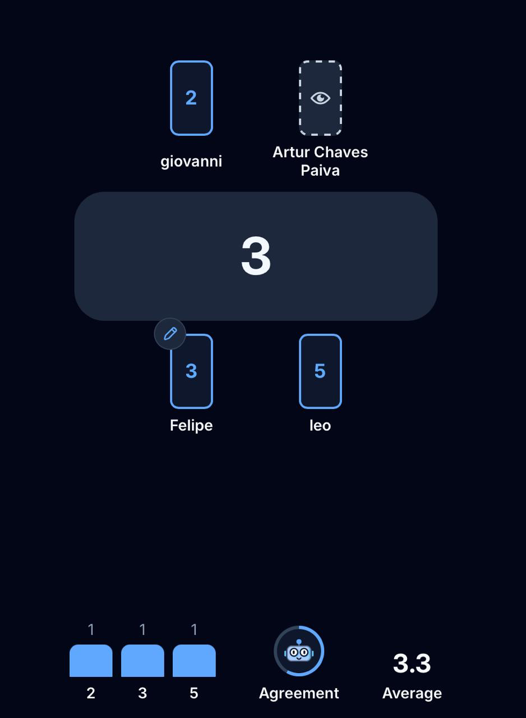 2
giovanni
Artur Chaves
Paiva
3
3
5
Felipe
leo
1 1 1
2 3 5
Agreement
3.3
Average